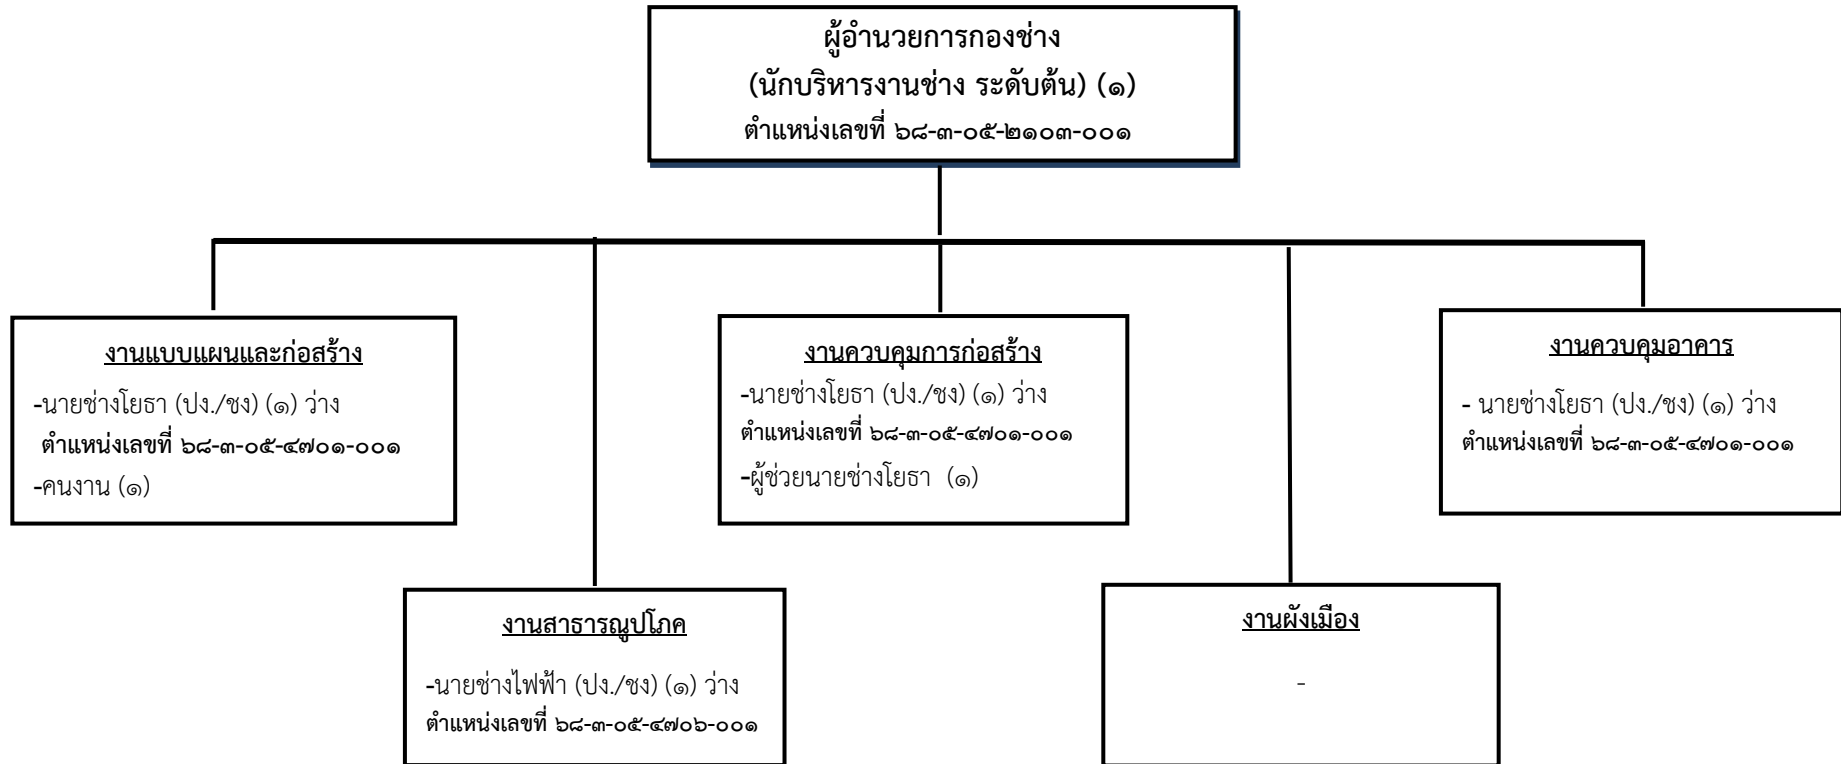 ผู้อำนวยการกองช่าง
(นักบริหารงานช่าง ระดับต้น) (๑)
ตำแหน่งเลขที่ ๖๘-๓-๐๕-๒๑๐๓-๐๐๑
งานแบบแผนและก่อสร้าง
-นายช่างโยธา (ปง./ชง) (๑) ว่าง
ตำแหน่งเลขที่ ๖๘-๓-๐๕-๔๗๐๑-๐๐๑
-คนงาน (๑)
งานควบคุมการก่อสร้าง
-นายช่างโยธา (ปง./ชง) (๑) ว่าง
ตำแหน่งเลขที่ ๖๘-๓-๐๕-๔๗๐๑-๐๐๑
-ผู้ช่วยนายช่างโยธา (๑)
งานควบคุมอาคาร
- นายช่างโยธา (ปง./ชง) (๑) ว่าง
ตำแหน่งเลขที่ ๖๘-๓-๐๕-๔๗๐๑-๐๐๑
งานสาธารณูปโภค
-นายช่างไฟฟ้า (ปง./ชง) (๑) ว่าง
ตำแหน่งเลขที่ ๖๘-๓-๐๕-๔๗๐๖-๐๐๑
งานผังเมือง
-